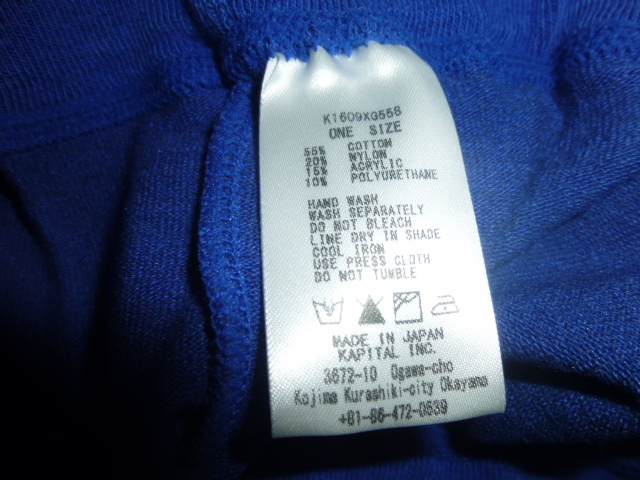 K1609XG558
ONE SIZE
55% COTTON
20% NYLON
15% ACRYLIC
10% POLYURETHANE
HAND WASH
WASH SEPARATELY
DO NOT BLEACH
LINE DRY IN SHADE
COOL IRON
USE PRESS CLOTH
DO NOT TUMBLE
MADE IN JAPAN
KAPITAL INC.
3672-10 Ogawa-cho
Kojima Kurashiki-city Okayama
+81-86-472-0639